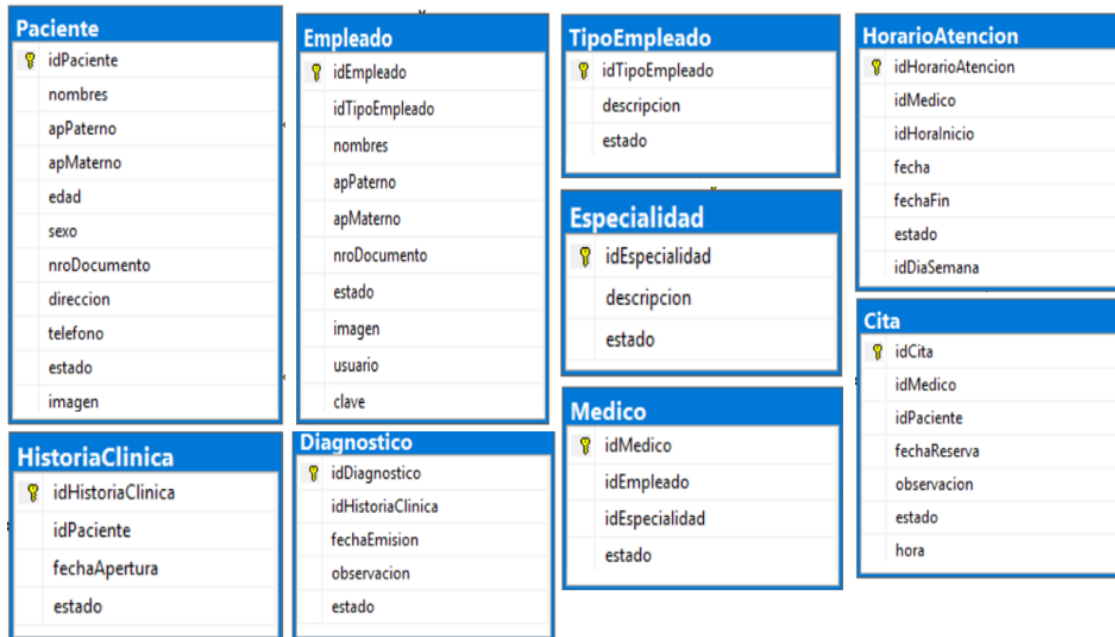 Paciente
idPaciente
nombres
apPaterno
apMaterno
edad
sexo
nroDocumento
direccion
telefono
estado
imagen
Empleado
idEmpleado
idTipoEmpleado
nombres
apPaterno
apMaterno
nroDocumento
estado
imagen
usuario
clave
TipoEmpleado
idTipoEmpleado
descripcion
estado
HorarioAtencion
idHorarioAtencion
idMedico
idHoraInicio
fecha
fechaFin
estado
idDiaSemana
Especialidad
idEspecialidad
descripcion
estado
Cita
idCita
idMedico
idPaciente
fechaReserva
observacion
estado
hora
Medico
idMedico
idEmpleado
idEspecialidad
estado
HistoriaClinica
idHistoriaClinica
idPaciente
fechaApertura
estado
Diagnostico
idDiagnostico
idHistoriaClinica
fechaEmision
observacion
estado